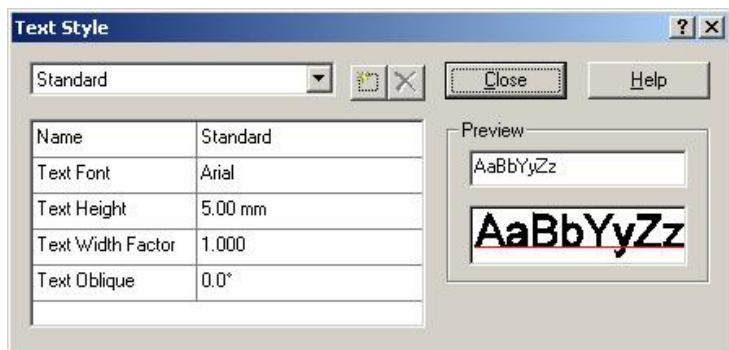 Text Style
Standard
Close
Help
Name Standard
Text Font Arial
Text Height 5.00 mm
Text Width Factor 1.000
Text Oblique 0.0°
Preview
AaBbYyZz
AaBbYyZz